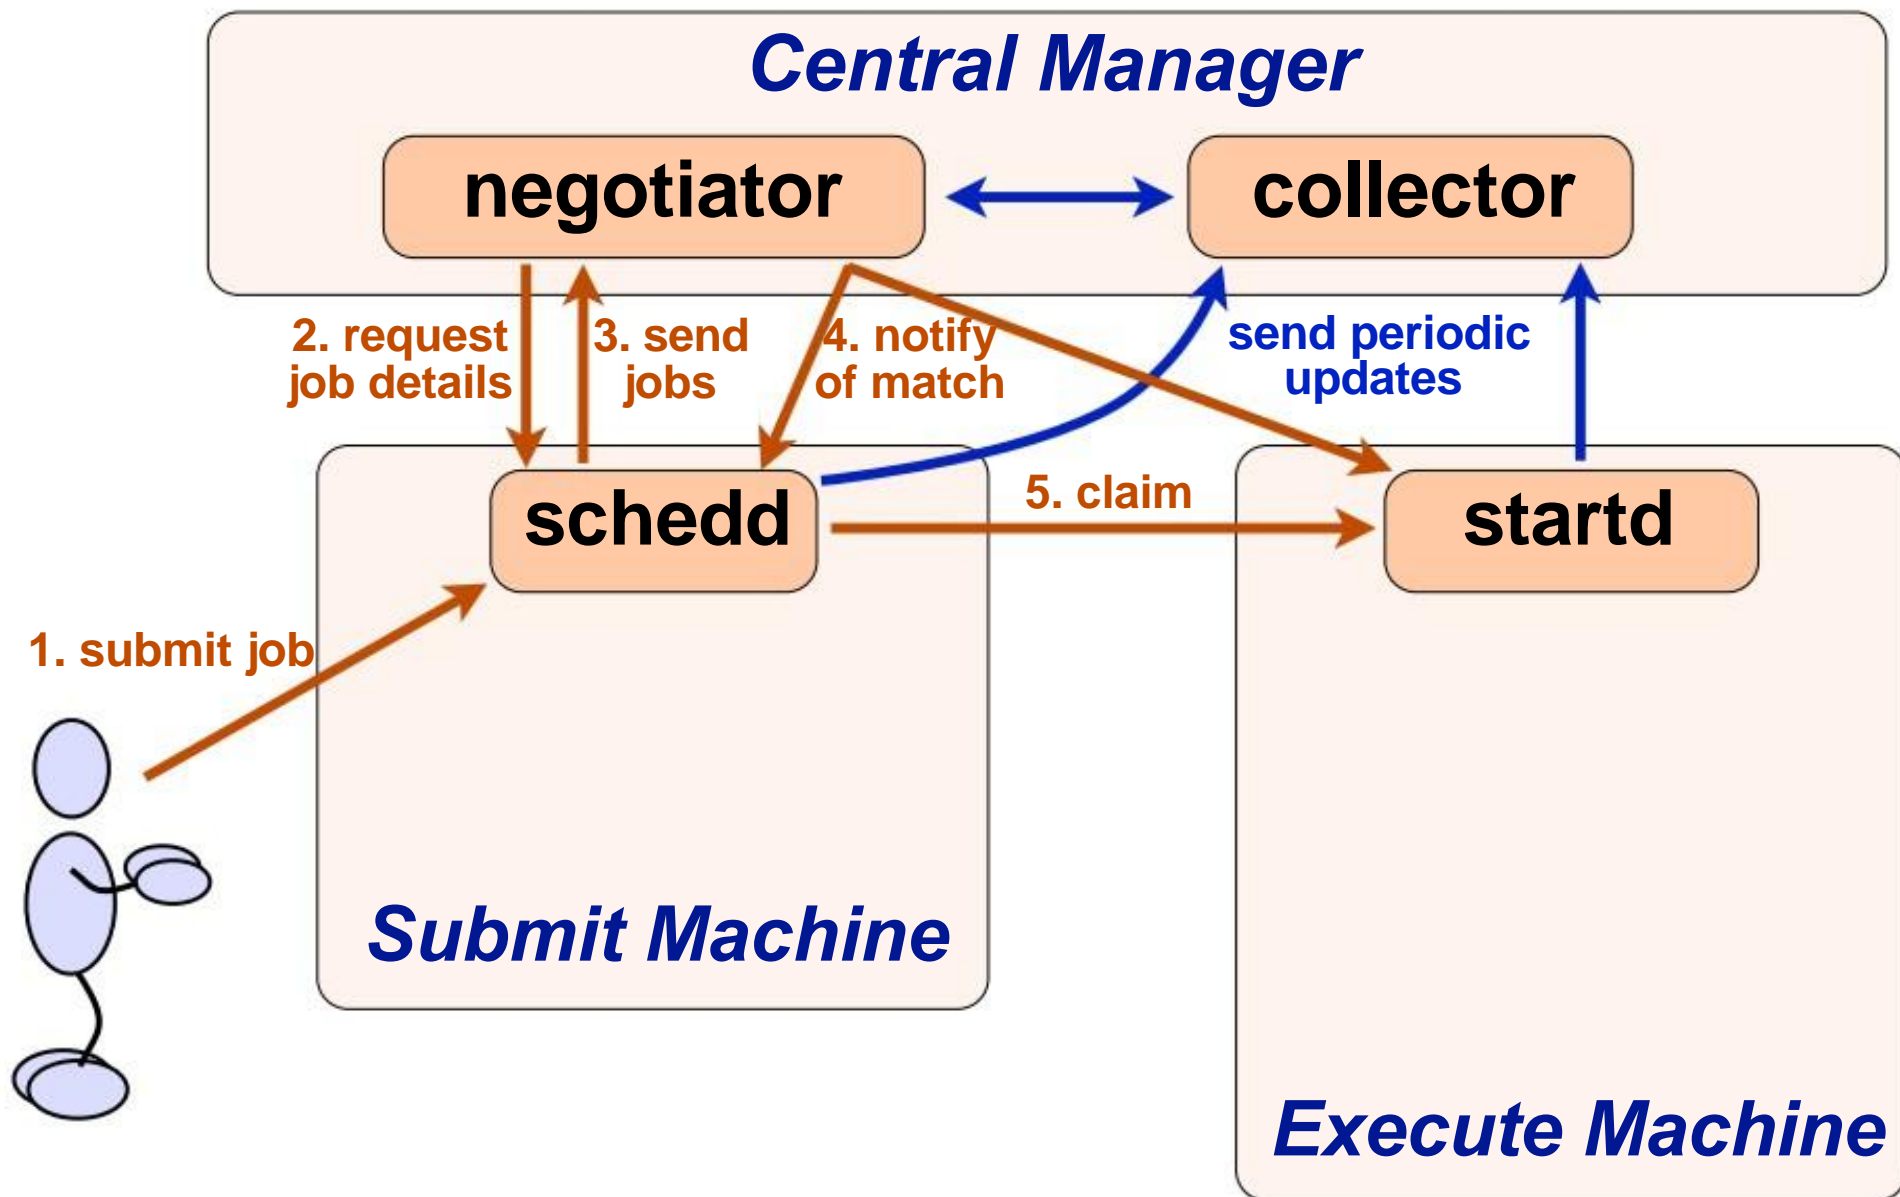 Central Manager
negotiator
collector
2. request
job details
3. send
jobs
4. notify
of match
send periodic
updates
schedd
5. claim
startd
1. submit job
Submit Machine
Execute Machine